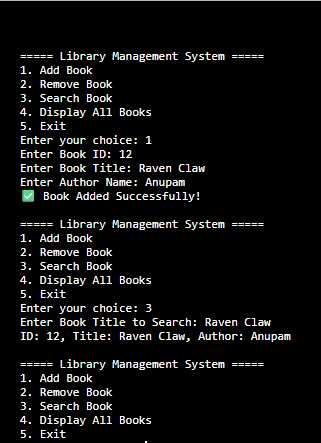 ===== Library Management System =====
1. Add Book
2. Remove Book
3. Search Book
4. Display All Books
5. Exit
Enter your choice: 1
Enter Book ID: 12
Enter Book Title: Raven Claw
Enter Author Name: Anupam
✅ Book Added Successfully!
===== Library Management System =====
1. Add Book
2. Remove Book
3. Search Book
4. Display All Books
5. Exit
Enter your choice: 3
Enter Book Title to Search: Raven Claw
ID: 12, Title: Raven Claw, Author: Anupam
===== Library Management System =====
1. Add Book
2. Remove Book
3. Search Book
4. Display All Books
5. Exit